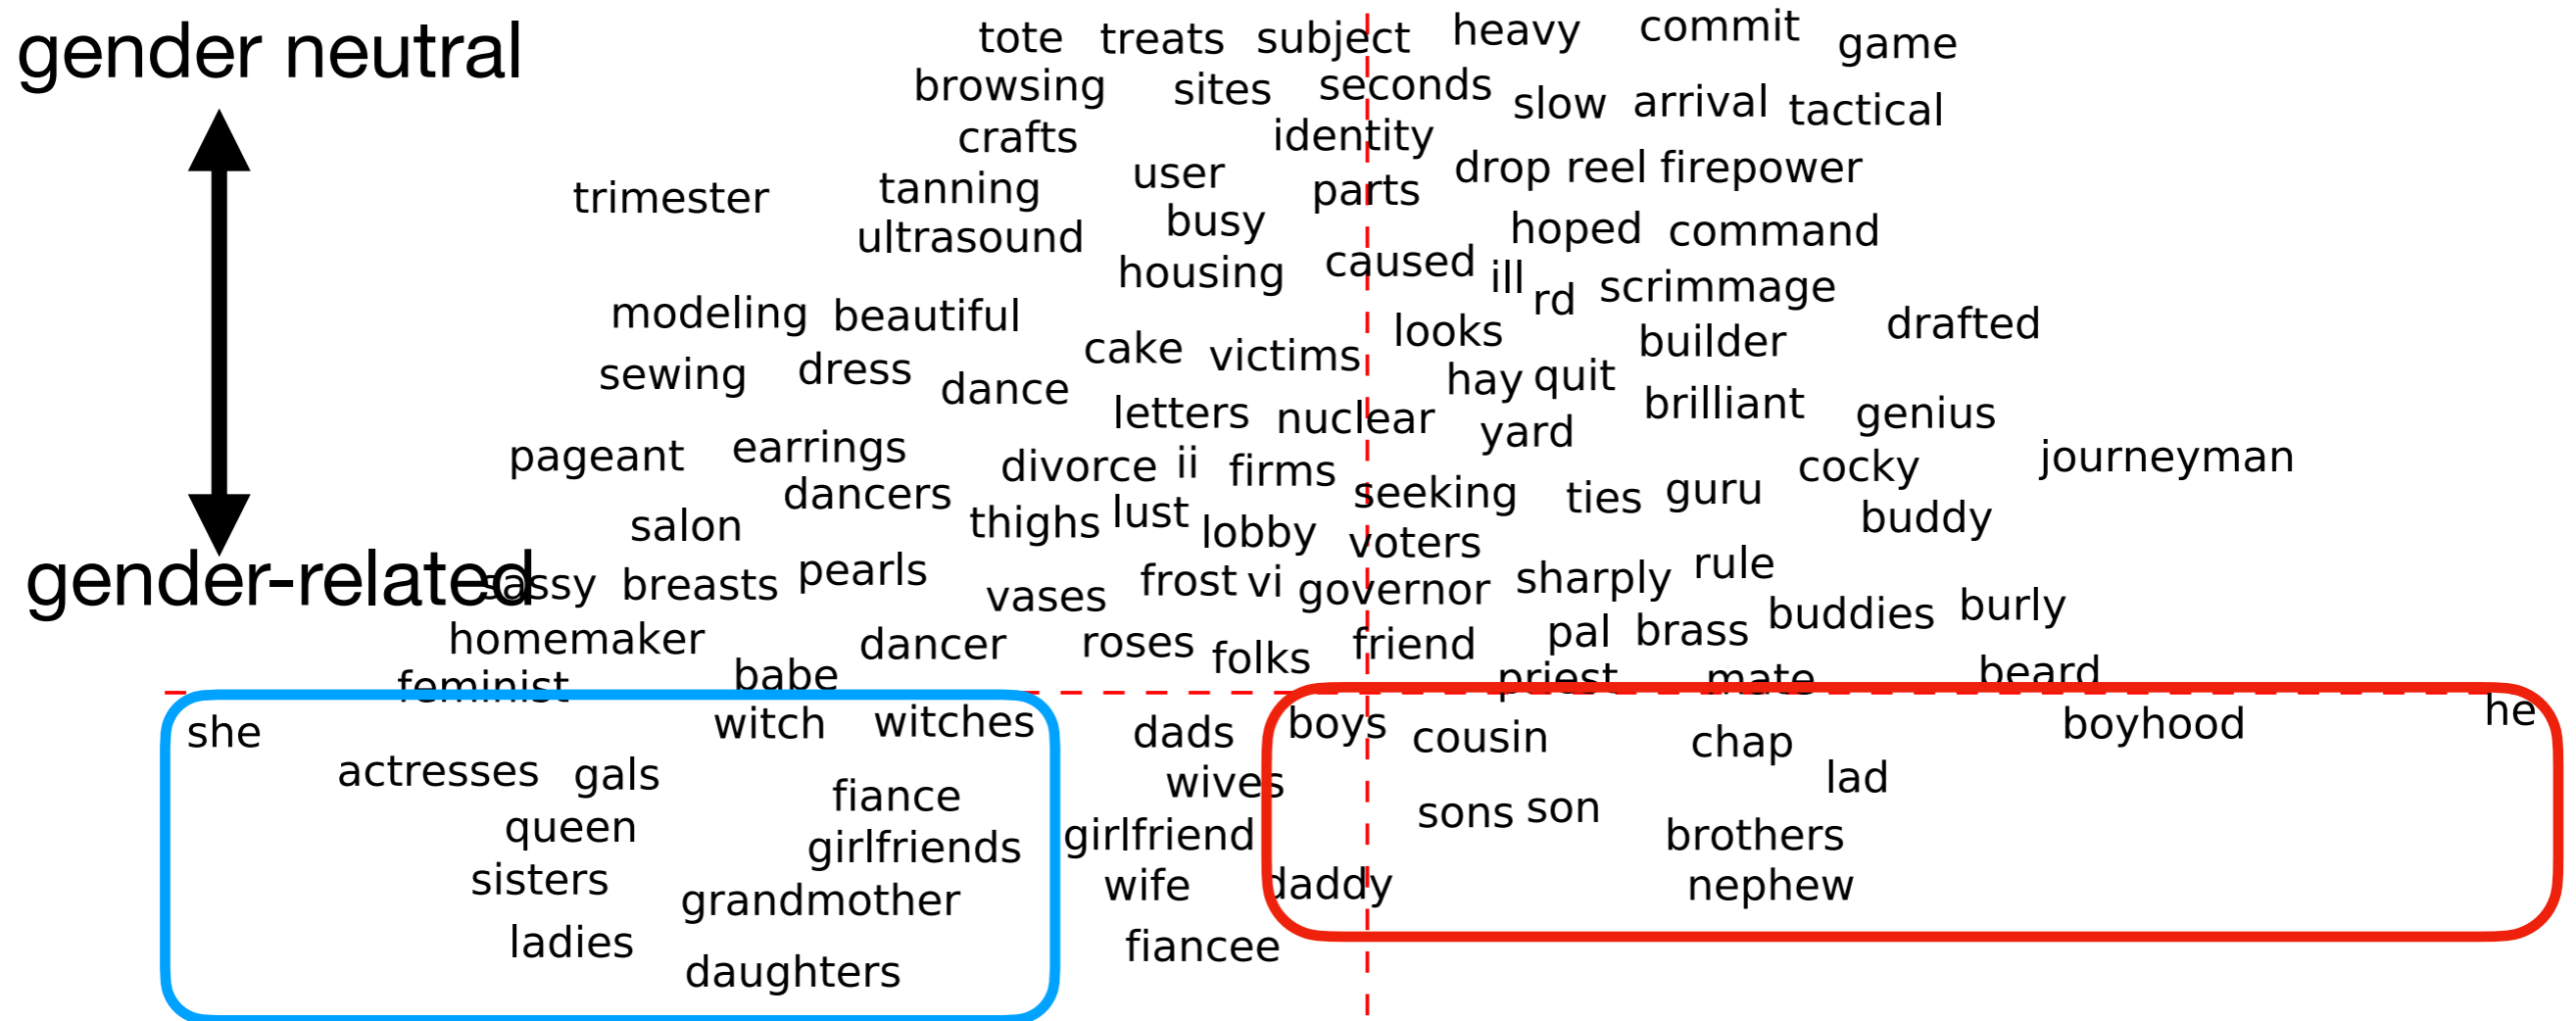 gender neutral
tote treats subject heavy commit game
browsing sites seconds slow arrival tactical
crafts identity
trimester tanning user parts drop reel firepower
ultrasound busy hoped command
housing caused ill rd scrimmage
modeling beautiful looks builder drafted
cake victims
sewing dress dance hay quit brilliant genius
letters nuclear yard
pageant earrings divorce ii firms cocky journeyman
dancers seeking ties guru
salon thighs lust lobby voters buddy
gender-related
sassy breasts pearls vases frost vi governor sharply rule
buddies burly
homemaker dancer roses folks friend pal brass
feminist babe priest mate beard
she witch witches dads boys cousin chap boyhood he
actresses gals wives lad
fiance sons son
queen girlfriends girlfriend brothers
sisters grandmother wife daddy nephew
ladies fiancee
daughters